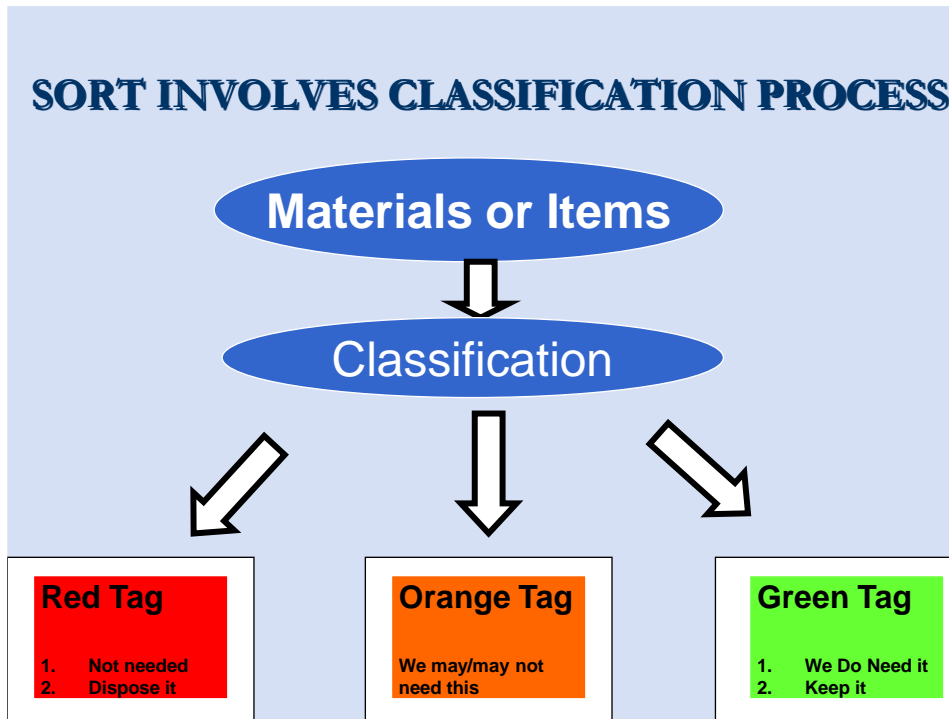 SORT INVOLVES CLASSIFICATION PROCESS
Materials or Items
Classification
Red Tag
1. Not needed
2. Dispose it
Orange Tag
We may/may not
need this
Green Tag
1. We Do Need it
2. Keep it